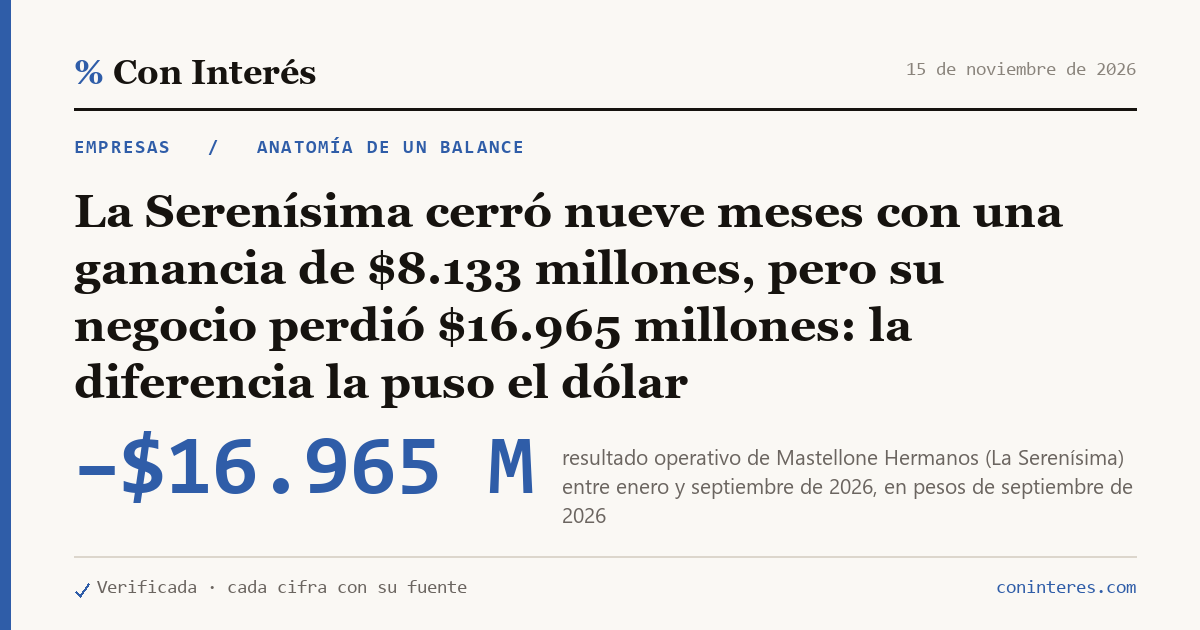 % Con Interés
15 de noviembre de 2026
EMPRESAS / ANATOMÍA DE UN BALANCE
La Serenísima cerró nueve meses con una
ganancia de $8.133 millones, pero su
negocio perdió $16.965 millones: la
diferencia la puso el dólar
−$16.965 M
resultado operativo de Mastellone Hermanos (La Serenísima)
entre enero y septiembre de 2026, en pesos de septiembre de
2026
✓ Verificada · cada cifra con su fuente
coninteres.com